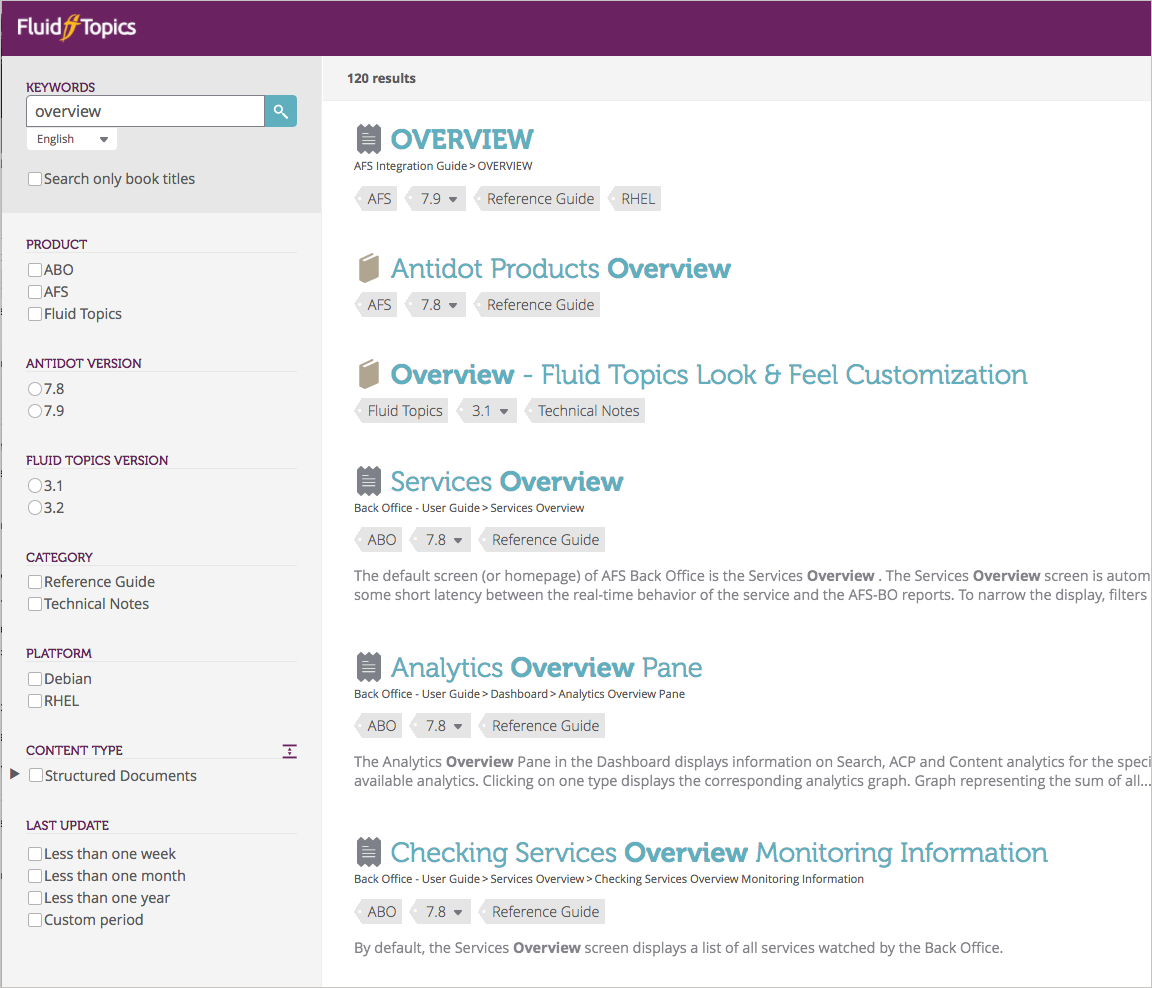 Fluid Topics
KEYWORDS
overview
English
Search only book titles
PRODUCT
ABO
AFS
Fluid Topics
ANTIDOT VERSION
7.8
7.9
FLUID TOPICS VERSION
3.1
3.2
CATEGORY
Reference Guide
Technical Notes
PLATFORM
Debian
RHEL
CONTENT TYPE
Structured Documents
LAST UPDATE
Less than one week
Less than one month
Less than one year
Custom period
120 results
OVERVIEW
AFS Integration Guide > OVERVIEW
AFS 7.9 Reference Guide RHEL
Antidot Products Overview
AFS 7.8 Reference Guide
Overview - Fluid Topics Look & Feel Customization
Fluid Topics 3.1 Technical Notes
Services Overview
Back Office - User Guide > Services Overview
ABO 7.8 Reference Guide
The default screen (or homepage) of AFS Back Office is the Services Overview . The Services Overview screen is autom
some short latency between the real-time behavior of the service and the AFS-BO reports. To narrow the display, filters
Analytics Overview Pane
Back Office - User Guide > Dashboard > Analytics Overview Pane
ABO 7.8 Reference Guide
The Analytics Overview Pane in the Dashboard displays information on Search, ACP and Content analytics for the speci
available analytics. Clicking on one type displays the corresponding analytics graph. Graph representing the sum of all...
Checking Services Overview Monitoring Information
Back Office - User Guide > Services Overview > Checking Services Overview Monitoring Information
ABO 7.8 Reference Guide
By default, the Services Overview screen displays a list of all services watched by the Back Office.